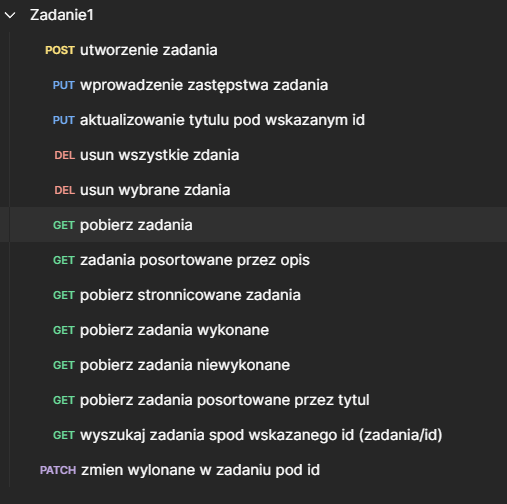 Zadanie1
POST utworzenie zadania
PUT wprowadzenie zastępstwa zadania
PUT aktualizowanie tytulu pod wskazanym id
DEL usun wszystkie zdania
DEL usun wybrane zdania
GET pobierz zadania
GET zadania posortowane przez opis
GET pobierz stronnicowane zadania
GET pobierz zadania wykonane
GET pobierz zadania niewykonane
GET pobierz zadania posortowane przez tytul
GET wyszukaj zadania spod wskazanego id (zadania/id)
PATCH zmien wylonane w zadaniu pod id